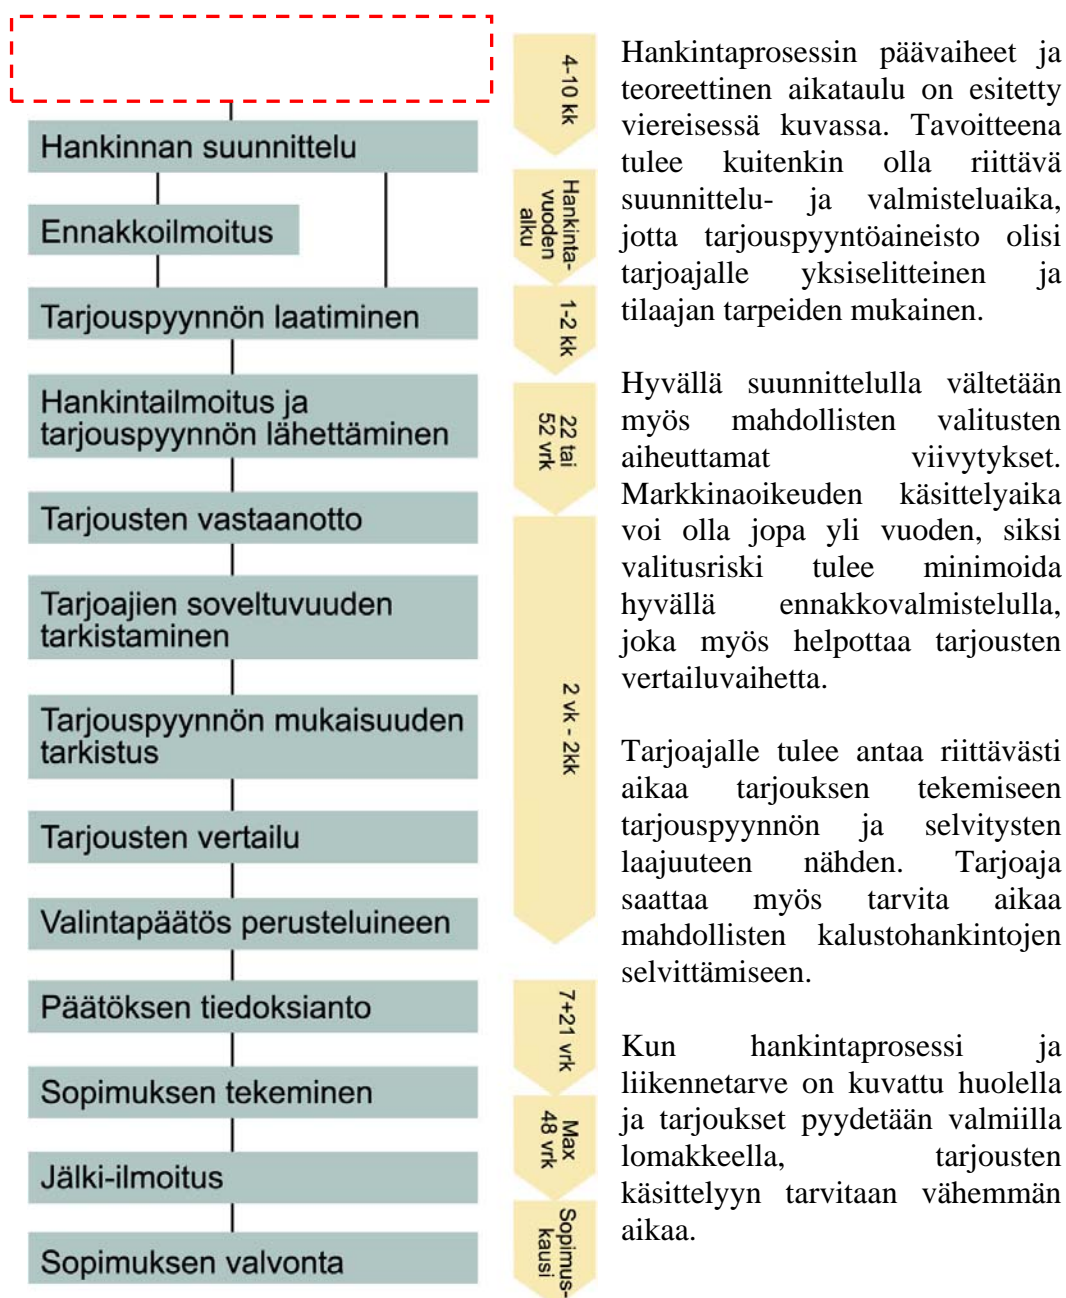 Hankinnan suunnittelu
Ennakkoilmoitus
Tarjouspyynnön laatiminen
Hankintailmoitus ja
tarjouspyynnön lähettäminen
Tarjousten vastaanotto
Tarjoajien soveltuvuuden
tarkistaminen
Tarjouspyynnön mukaisuuden
tarkistus
Tarjousten vertailu
Valintapäätös perusteluineen
Päätöksen tiedoksianto
Sopimuksen tekeminen
Jälki-ilmoitus
Sopimuksen valvonta
4-10 kk
Hankinta-
vuoden
alku
1-2 kk
22 tai
52 vrk
2 vk - 2kk
7+21 vrk
Max
48 vrk
Sopimus-
kausi
Hankintaprosessin päävaiheet ja
teoreettinen aikataulu on esitetty
viereisessä kuvassa. Tavoitteena
tulee kuitenkin olla riittävä
suunnittelu- ja valmisteluaika,
jotta tarjouspyyntöaineisto olisi
tarjoajalle yksiselitteinen ja
tilaajan tarpeiden mukainen.
Hyvällä suunnittelulla vältetään
myös mahdollisten valitusten
aiheuttamat viivytykset.
Markkinaoikeuden käsittelyaika
voi olla jopa yli vuoden, siksi
valitusriski tulee minimoida
hyvällä ennakkovalmistelulla,
joka myös helpottaa tarjousten
vertailuvaihetta.
Tarjoajalle tulee antaa riittävästi
aikaa tarjouksen tekemiseen
tarjouspyynnön ja selvitysten
laajuuteen nähden. Tarjoaja
saattaa myös tarvita aikaa
mahdollisten kalustohankintojen
selvittämiseen.
Kun hankintaprosessi ja
liikennetarve on kuvattu huolella
ja tarjoukset pyydetään valmiilla
lomakkeella, tarjousten
käsittelyyn tarvitaan vähemmän
aikaa.